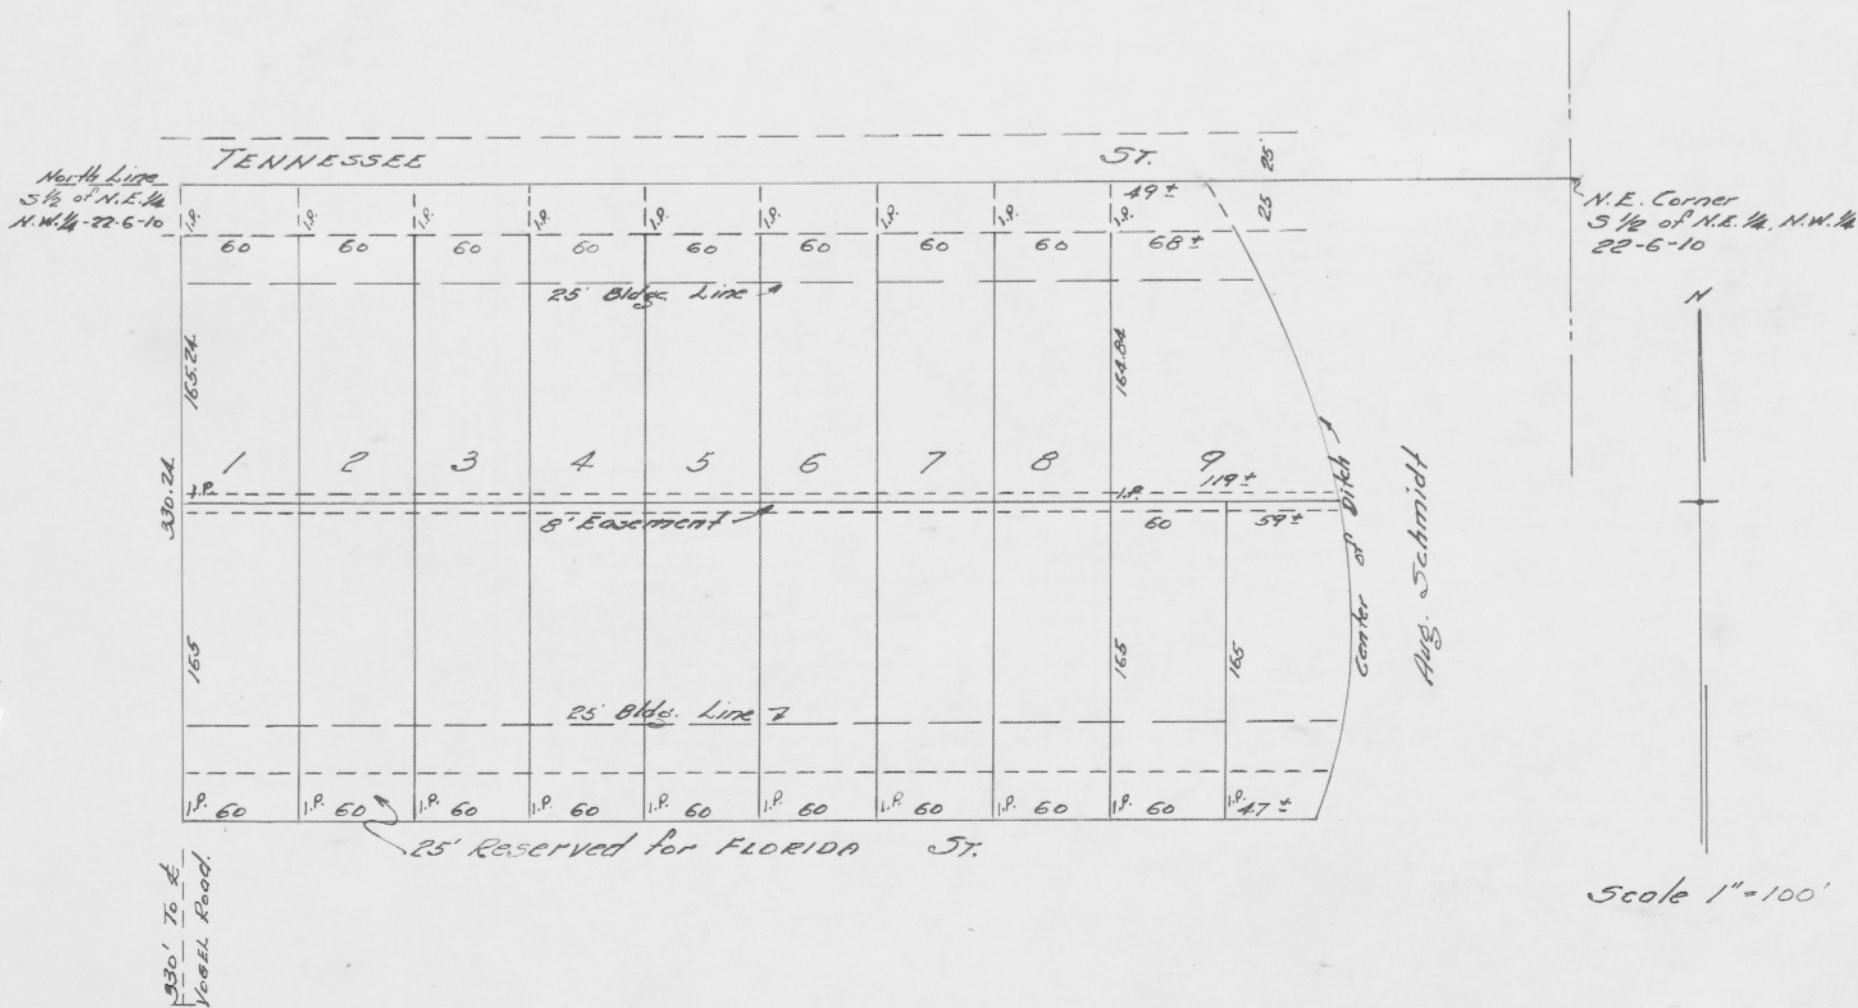 TENNESSEE ST.
25'
25
North Line
S ½ of N.E. ¼
N.W. ¼ - 22-6-10
N.E. Corner
S ½ of N.E. ¼, N.W. ¼
22-6-10
49 ±
I.P. I.P. I.P. I.P. I.P. I.P. I.P. I.P. I.P.
60 60 60 60 60 60 60 60 68 ±
25' Bldg. Line
N
165.24
164.84
330.24
1 2 3 4 5 6 7 8 9
119 ±
I.P. I.P.
8' Easement
60 59 ±
Center of Ditch
Aug. Schmidt
165 165 165
25' Bldg. Line
I.P. 60 I.P. 60 I.P. 60 I.P. 60 I.P. 60 I.P. 60 I.P. 60 I.P. 60 I.P. 60 I.P. 47 ±
25' Reserved for FLORIDA ST.
330' To ℄
VOGEL Road.
Scale 1"=100'